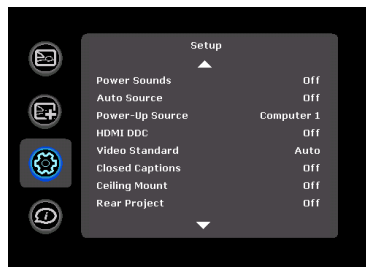 Setup
Power Sounds Off
Auto Source Off
Power-Up Source Computer 1
HDMI DDC Off
Video Standard Auto
Closed Captions Off
Ceiling Mount Off
Rear Project Off